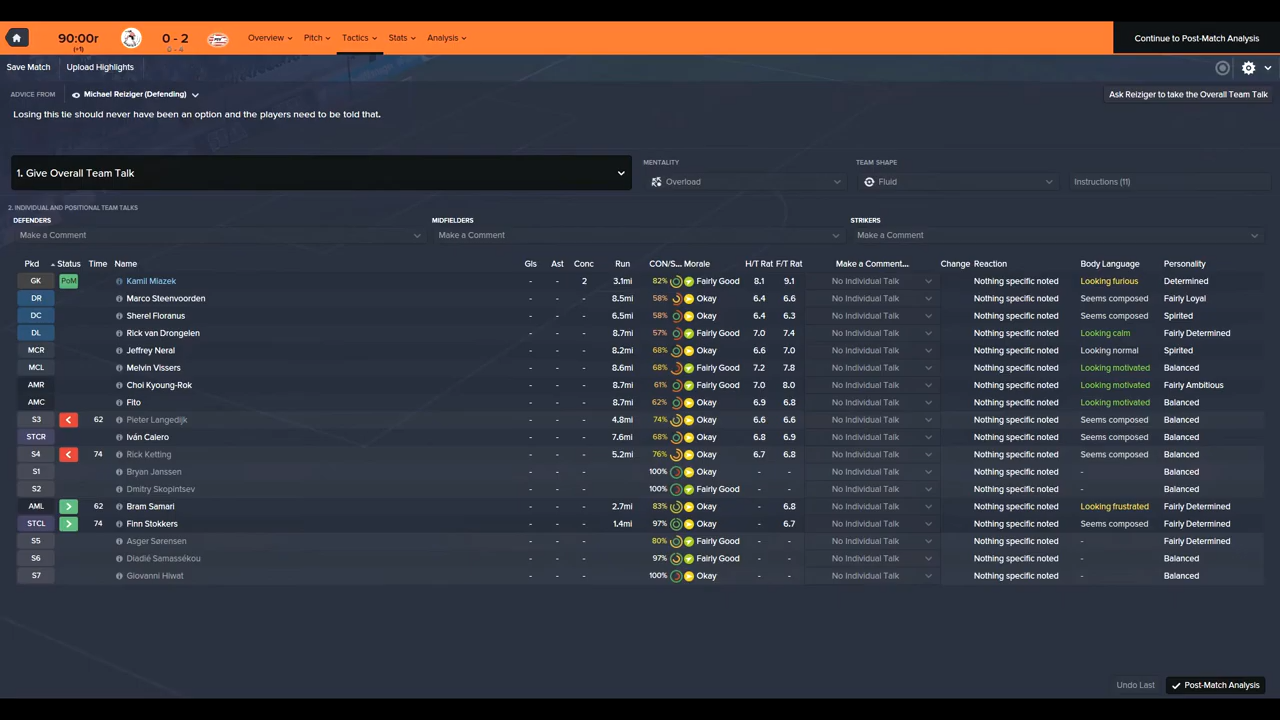 90:00r
(+1)
0 - 2
0 - 4
Overview
Pitch
Tactics
Stats
Analysis
Continue to Post-Match Analysis
Save Match
Upload Highlights
ADVICE FROM
Michael Reiziger (Defending)
Ask Reiziger to take the Overall Team Talk
Losing this tie should never have been an option and the players need to be told that.
1. Give Overall Team Talk
MENTALITY
Overload
TEAM SHAPE
Fluid
Instructions (11)
2. INDIVIDUAL AND POSITIONAL TEAM TALKS
DEFENDERS
MIDFIELDERS
STRIKERS
Make a Comment
Make a Comment
Make a Comment
Pkd Status Time Name Gls Ast Conc Run CON/S... Morale H/T Rat F/T Rat Make a Comment... Change Reaction Body Language Personality
GK PoM Kamil Miazek - - 2 3.1mi 82% Fairly Good 8.1 9.1 No Individual Talk Nothing specific noted Looking furious Determined
DR Marco Steenvoorden - - - 8.5mi 58% Okay 6.4 6.6 No Individual Talk Nothing specific noted Seems composed Fairly Loyal
DC Sherel Floranus - - - 6.5mi 58% Okay 6.4 6.3 No Individual Talk Nothing specific noted Seems composed Spirited
DL Rick van Drongelen - - - 8.7mi 57% Fairly Good 7.0 7.4 No Individual Talk Nothing specific noted Looking calm Fairly Determined
MCR Jeffrey Neral - - - 8.2mi 68% Okay 6.6 7.0 No Individual Talk Nothing specific noted Looking normal Spirited
MCL Melvin Vissers - - - 8.6mi 68% Fairly Good 7.2 7.8 No Individual Talk Nothing specific noted Looking motivated Balanced
AMR Choi Kyoung-Rok - - - 8.7mi 61% Fairly Good 7.0 8.0 No Individual Talk Nothing specific noted Looking motivated Fairly Ambitious
AMC Fito - - - 8.7mi 62% Okay 6.9 6.8 No Individual Talk Nothing specific noted Looking motivated Balanced
S3 62 Pieter Langedijk - - - 4.8mi 74% Okay 6.6 6.6 No Individual Talk Nothing specific noted Seems composed Balanced
STCR Iván Calero - - - 7.6mi 68% Okay 6.8 6.9 No Individual Talk Nothing specific noted Seems composed Balanced
S4 74 Rick Ketting - - - 5.2mi 76% Okay 6.7 6.8 No Individual Talk Nothing specific noted Seems composed Balanced
S1 Bryan Janssen - - - 100% Okay - - No Individual Talk Nothing specific noted - Balanced
S2 Dmitry Skopintsev - - - 100% Fairly Good - - No Individual Talk Nothing specific noted - Balanced
AML 62 Bram Samari - - - 2.7mi 83% Okay - 6.8 No Individual Talk Nothing specific noted Looking frustrated Fairly Determined
STCL 74 Finn Stokkers - - - 1.4mi 97% Okay - 6.7 No Individual Talk Nothing specific noted Seems composed Fairly Determined
S5 Asger Sørensen - - - 80% Fairly Good - - No Individual Talk Nothing specific noted - Fairly Determined
S6 Diadié Samassékou - - - 97% Fairly Good - - No Individual Talk Nothing specific noted - Balanced
S7 Giovanni Hiwat - - - 100% Okay - - No Individual Talk Nothing specific noted - Balanced
Undo Last
Post-Match Analysis